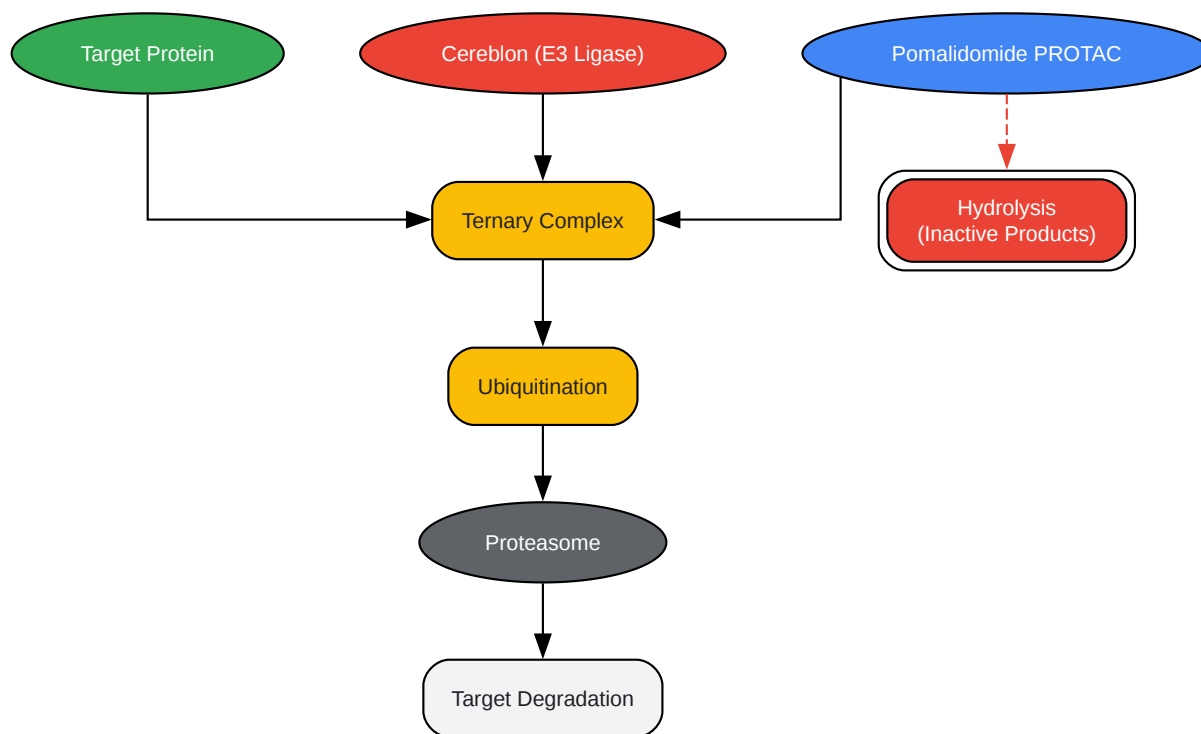 Target Protein
Cereblon (E3 Ligase)
Pomalidomide PROTAC
Hydrolysis
(Inactive Products)
Ternary Complex
Ubiquitination
Proteasome
Target Degradation